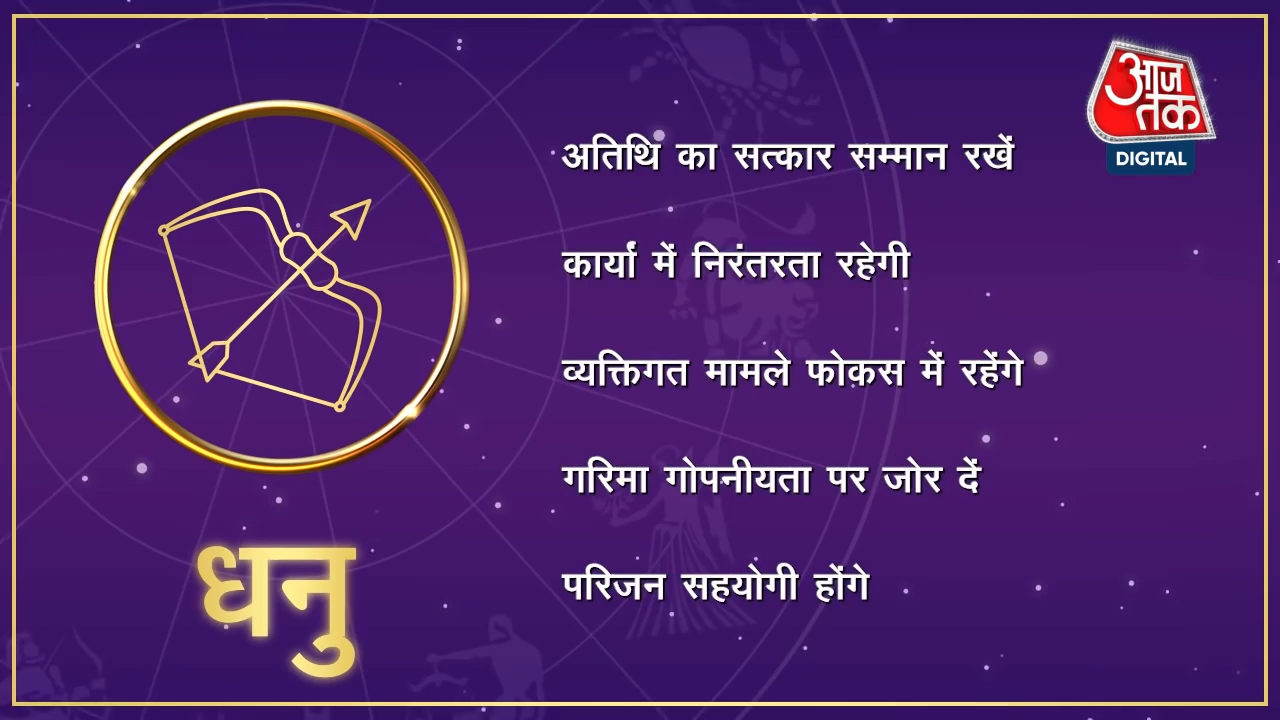 आज
तक
DIGITAL
अतिथि का सत्कार सम्मान रखें
कार्यां में निरंतरता रहेगी
व्यक्तिगत मामले फोकस में रहेंगे
गरिमा गोपनीयता पर जोर दें
परिजन सहयोगी होंगे
धनु